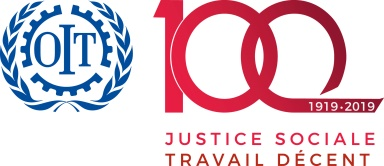 OIT
100
1919•2019
JUSTICE SOCIALE
TRAVAIL DÉCENT